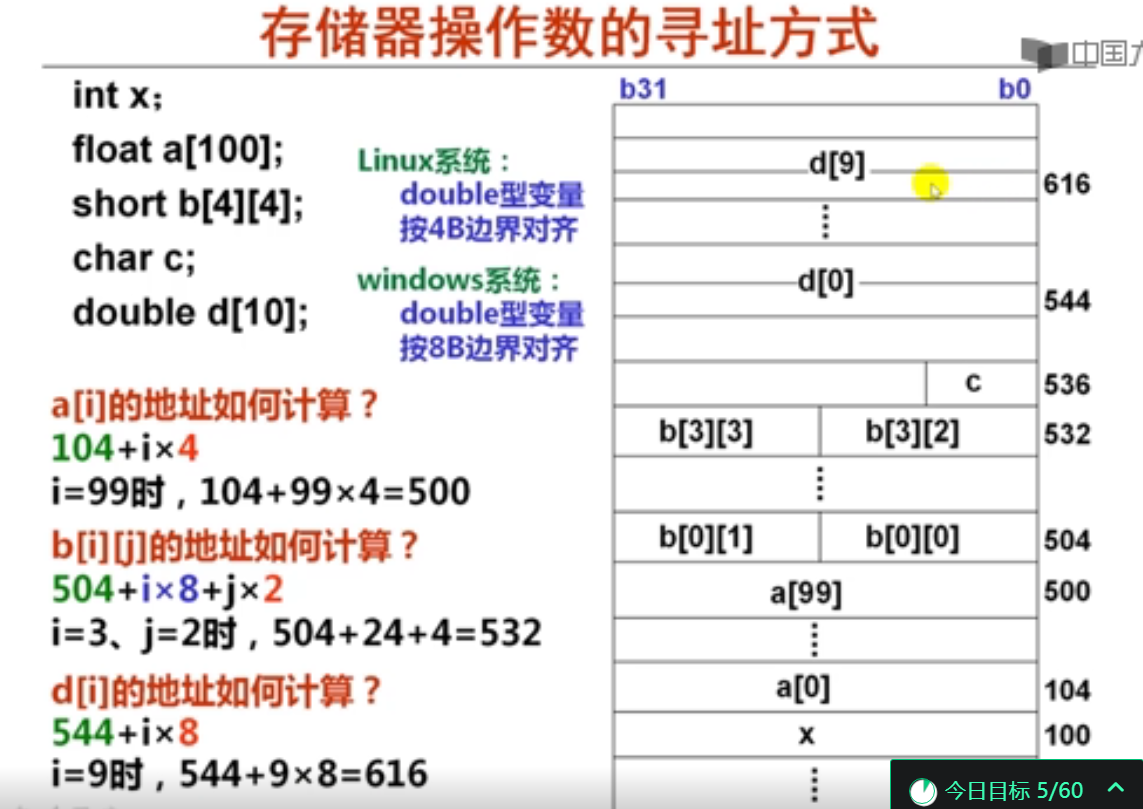 存储器操作数的寻址方式
中国
int x；
float a[100];
short b[4][4];
char c;
double d[10];
Linux系统：
double型变量
按4B边界对齐
windows系统：
double型变量
按8B边界对齐
a[i]的地址如何计算？
104+i×4
i=99时，104+99×4=500
b[i][j]的地址如何计算？
504+i×8+j×2
i=3、j=2时，504+24+4=532
d[i]的地址如何计算？
544+i×8
i=9时，544+9×8=616
b31 b0
d[9] 616
d[0] 544
c 536
b[3][3] b[3][2] 532
b[0][1] b[0][0] 504
a[99] 500
a[0] 104
x 100
今日目标 5/60